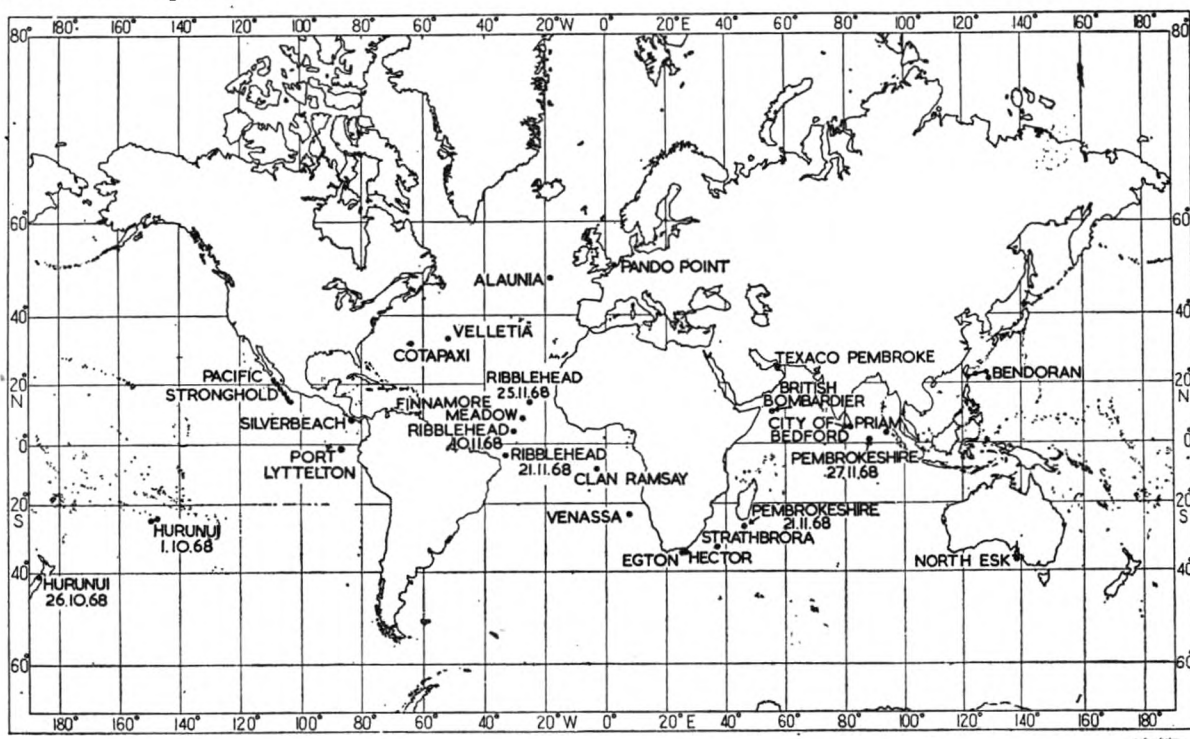 180° 160° 140° 120° 100° 80° 60° 40° 20° W 0° E 20° 40° 60° 80° 100° 120° 140° 160° 180°
80° 80°
60° 60°
PANDO POINT
ALAUNIA
40° 40°
VELLETIA
COTAPAXI
TEXACO PEMBROKE
PACIFIC
STRONGHOLD
RIBBLEHEAD
25.11.68
BENDORAN
20° 20°
N N
BRITISH
BOMBARDIER
FINNAMORE
MEADOW
SILVERBEACH
RIBBLEHEAD
10.11.68
CITY OF
BEDFORD
PRIAM
0° 0°
PORT
LYTTELTON
RIBBLEHEAD
21.11.68
PEMBROKESHIRE
27.11.68
CLAN RAMSAY
20° 20°
S S
VENASSA
PEMBROKESHIRE
21.11.68
HURUNUI
1.10.68
STRATHBRORA
EGTON
HECTOR
NORTH ESK
40° 40°
HURUNUI
26.10.68
60° 60°
180° 160° 140° 120° 100° 80° 60° 40° 20° W 0° 20° E 40° 60° 80° 100° 120° 140° 160° 180°